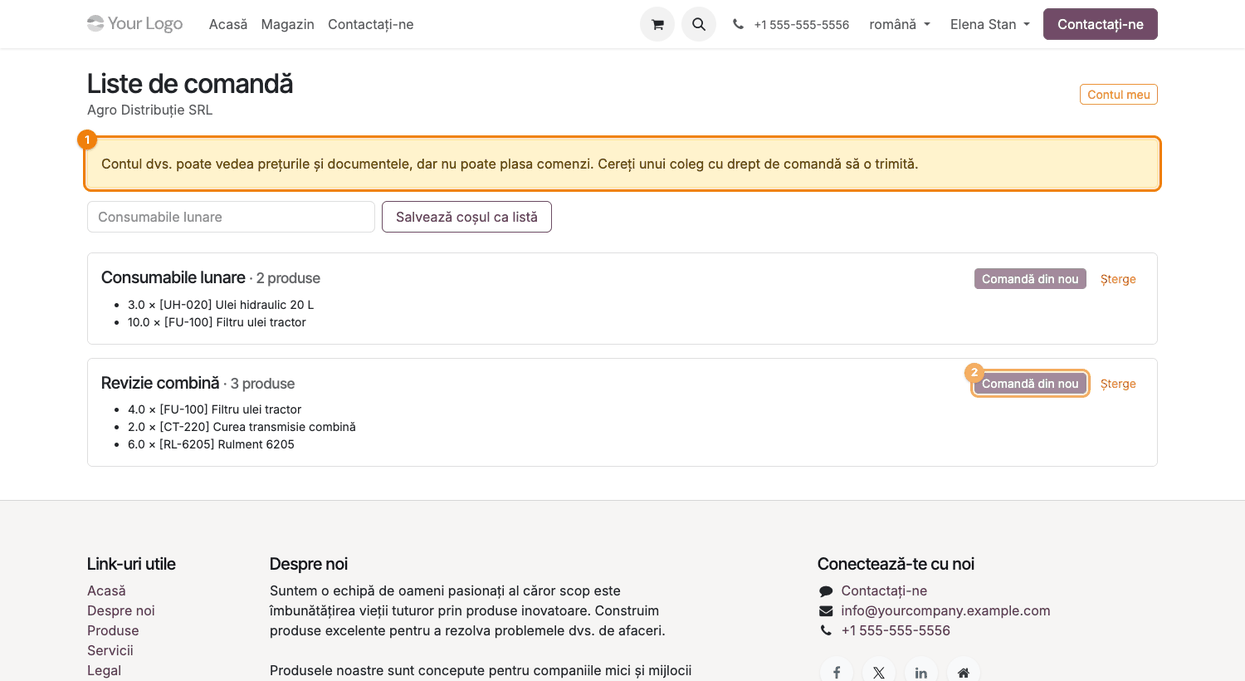 Your Logo
Acasă Magazin Contactați-ne
+1 555-555-5556 română Elena Stan Contactați-ne
Liste de comandă
Agro Distribuție SRL
Contul meu
1
Contul dvs. poate vedea prețurile și documentele, dar nu poate plasa comenzi. Cereți unui coleg cu drept de comandă să o trimită.
Consumabile lunare Salvează coșul ca listă
Consumabile lunare · 2 produse Comandă din nou Șterge
3.0 × [UH-020] Ulei hidraulic 20 L
10.0 × [FU-100] Filtru ulei tractor
2
Revizie combină · 3 produse Comandă din nou Șterge
4.0 × [FU-100] Filtru ulei tractor
2.0 × [CT-220] Curea transmisie combină
6.0 × [RL-6205] Rulment 6205
Link-uri utile
Acasă
Despre noi
Produse
Servicii
Legal
Despre noi
Suntem o echipă de oameni pasionați al căror scop este
îmbunătățirea vieții tuturor prin produse inovatoare. Construim
produse excelente pentru a rezolva problemele dvs. de afaceri.
Produsele noastre sunt concepute pentru companiile mici și mijlocii
Conectează-te cu noi
Contactați-ne
info@yourcompany.example.com
+1 555-555-5556